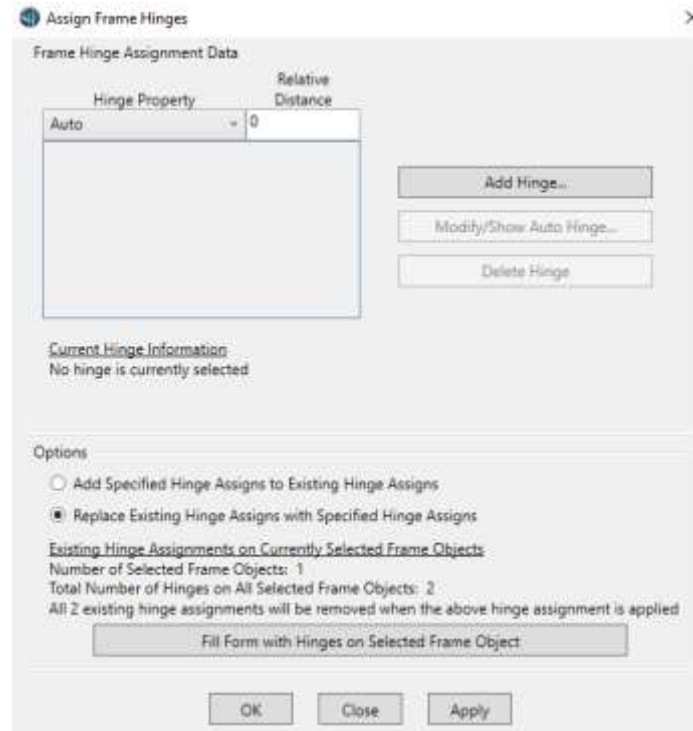 Assign Frame Hinges
Frame Hinge Assignment Data
Hinge Property
Relative
Distance
Auto
0
Add Hinge...
Modify/Show Auto Hinge...
Delete Hinge
Current Hinge Information
No hinge is currently selected
Options
Add Specified Hinge Assigns to Existing Hinge Assigns
Replace Existing Hinge Assigns with Specified Hinge Assigns
Existing Hinge Assignments on Currently Selected Frame Objects
Number of Selected Frame Objects: 1
Total Number of Hinges on All Selected Frame Objects: 2
All 2 existing hinge assignments will be removed when the above hinge assignment is applied
Fill Form with Hinges on Selected Frame Object
OK
Close
Apply